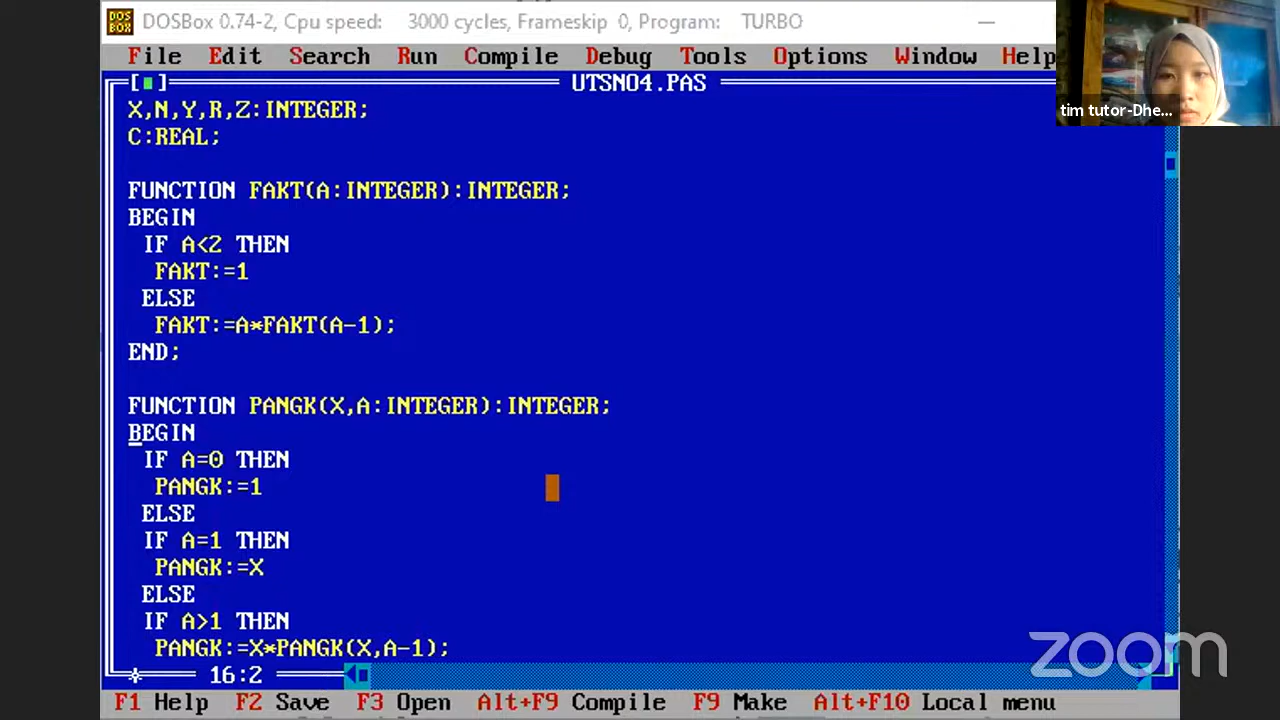 DOSBox 0.74-2, Cpu speed: 3000 cycles, Frameskip 0, Program: TURBO
File Edit Search Run Compile Debug Tools Options Window Help
UTSNO4.PAS
tim tutor-Dhe...
X,N,Y,R,Z:INTEGER;
C:REAL;
FUNCTION FAKT(A:INTEGER):INTEGER;
BEGIN
IF A<2 THEN
FAKT:=1
ELSE
FAKT:=A*FAKT(A-1);
END;
FUNCTION PANGK(X,A:INTEGER):INTEGER;
BEGIN
IF A=0 THEN
PANGK:=1
ELSE
IF A=1 THEN
PANGK:=X
ELSE
IF A>1 THEN
PANGK:=X*PANGK(X,A-1);
16:2
zoom
F1 Help F2 Save F3 Open Alt+F9 Compile F9 Make Alt+F10 Local menu